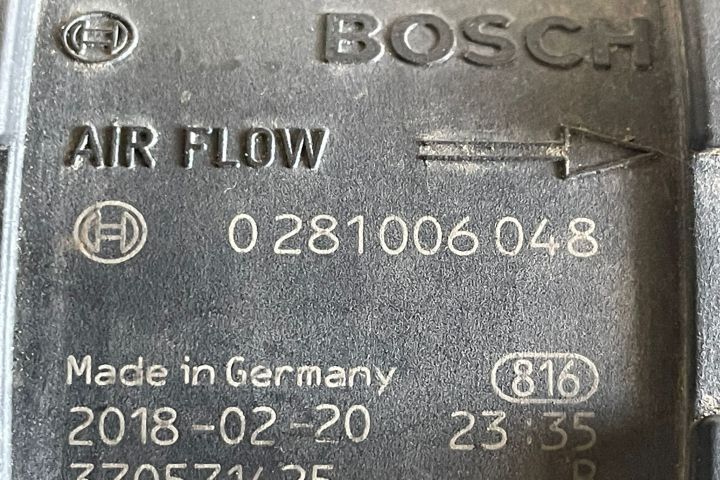 BOSCH
AIR FLOW
0 281 006 048
Made in Germany 816
2018-02-20 23:35